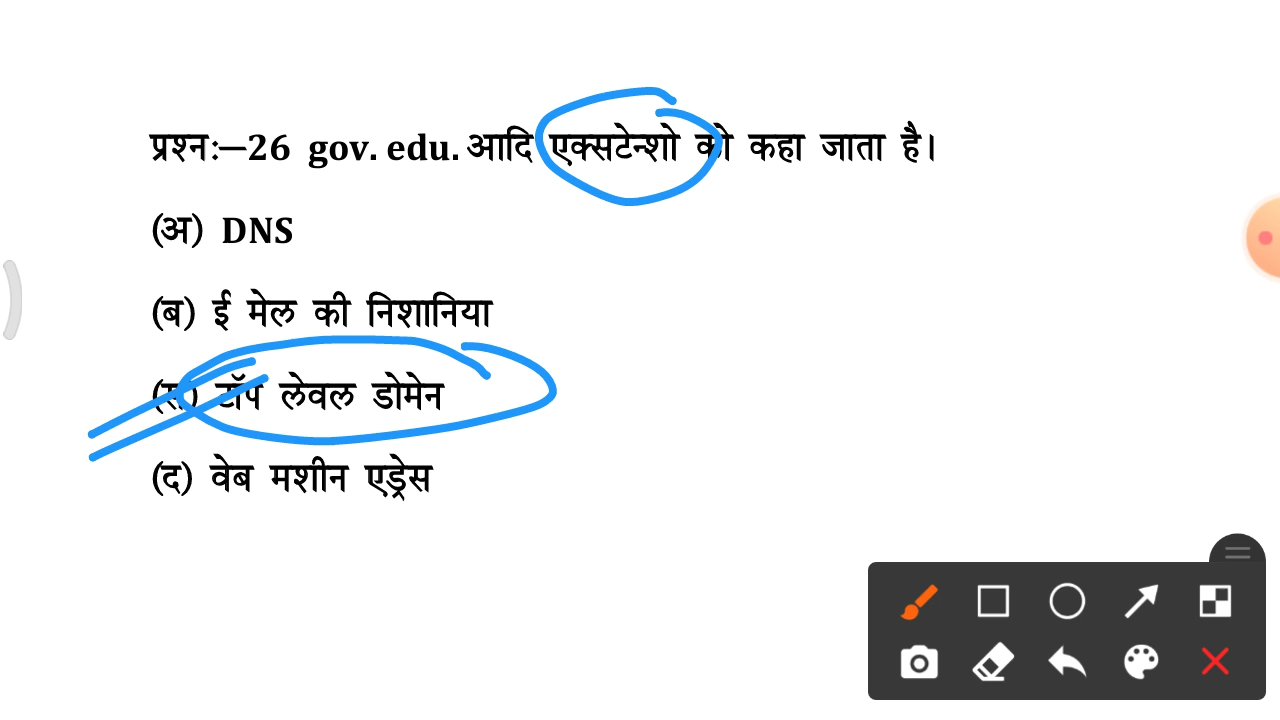 प्रश्नः—26 gov. edu. आदि एक्सटेन्शो को कहा जाता है।
(अ) DNS
(ब) ई मेल की निशानिया
(स) टॉप लेवल डोमेन
(द) वेब मशीन एड्रेस